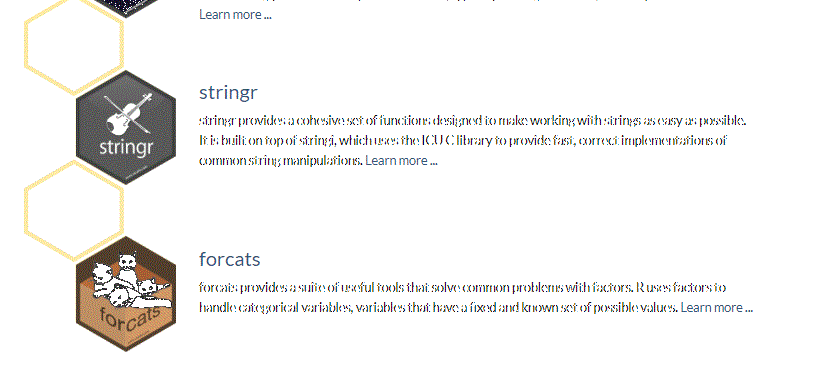 Learn more ...
stringr
stringr
stringr provides a cohesive set of functions designed to make working with strings as easy as possible.
It is built on top of stringi, which uses the ICU C library to provide fast, correct implementations of
common string manipulations. Learn more ...
forcats
forcats
forcats provides a suite of useful tools that solve common problems with factors. R uses factors to
handle categorical variables, variables that have a fixed and known set of possible values. Learn more ...